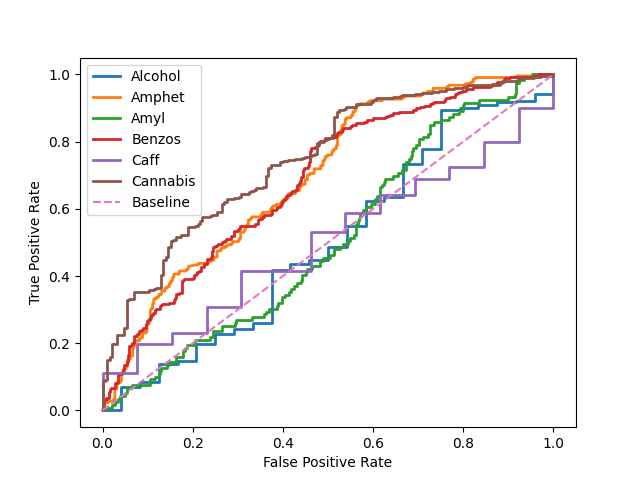 Alcohol
Amphet
Amyl
Benzos
Caff
Cannabis
Baseline
True Positive Rate
1.0
0.8
0.6
0.4
0.2
0.0
0.0 0.2 0.4 0.6 0.8 1.0
False Positive Rate